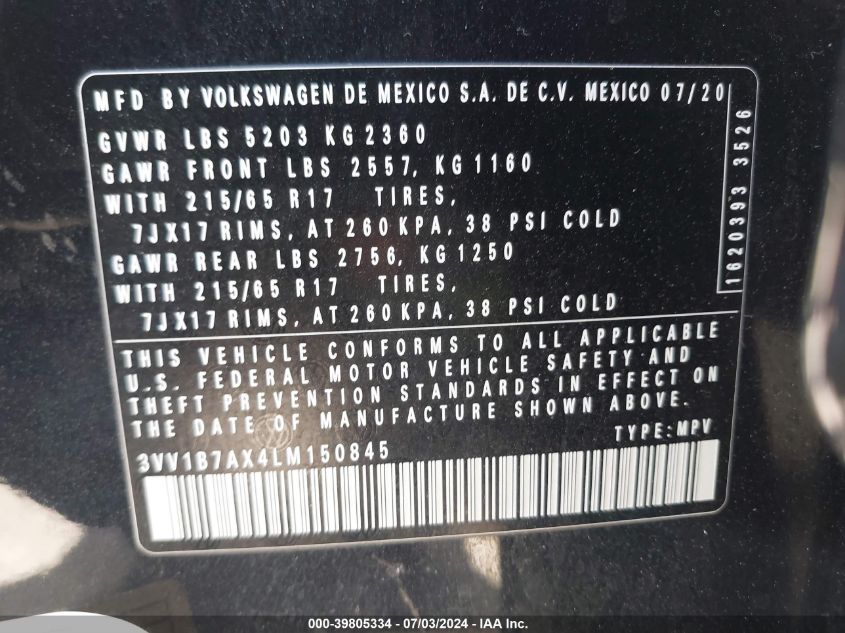 MFD BY VOLKSWAGEN DE MEXICO S.A. DE C.V. MEXICO 07/20
GVWR LBS 5203 KG 2360
GAWR FRONT LBS 2557, KG 1160
WITH 215/65 R17 TIRES,
7JX17 RIMS, AT 260 KPA, 38 PSI COLD
GAWR REAR LBS 2756, KG 1250
WITH 215/65 R17 TIRES,
7JX17 RIMS, AT 260 KPA, 38 PSI COLD
1620393 3526
THIS VEHICLE CONFORMS TO ALL APPLICABLE
U.S. FEDERAL MOTOR VEHICLE SAFETY AND
THEFT PREVENTION STANDARDS IN EFFECT ON
THE DATE OF MANUFACTURE SHOWN ABOVE.
TYPE:MPV
3VV1B7AX4LM150845
000-39805334 - 07/03/2024 - IAA Inc.